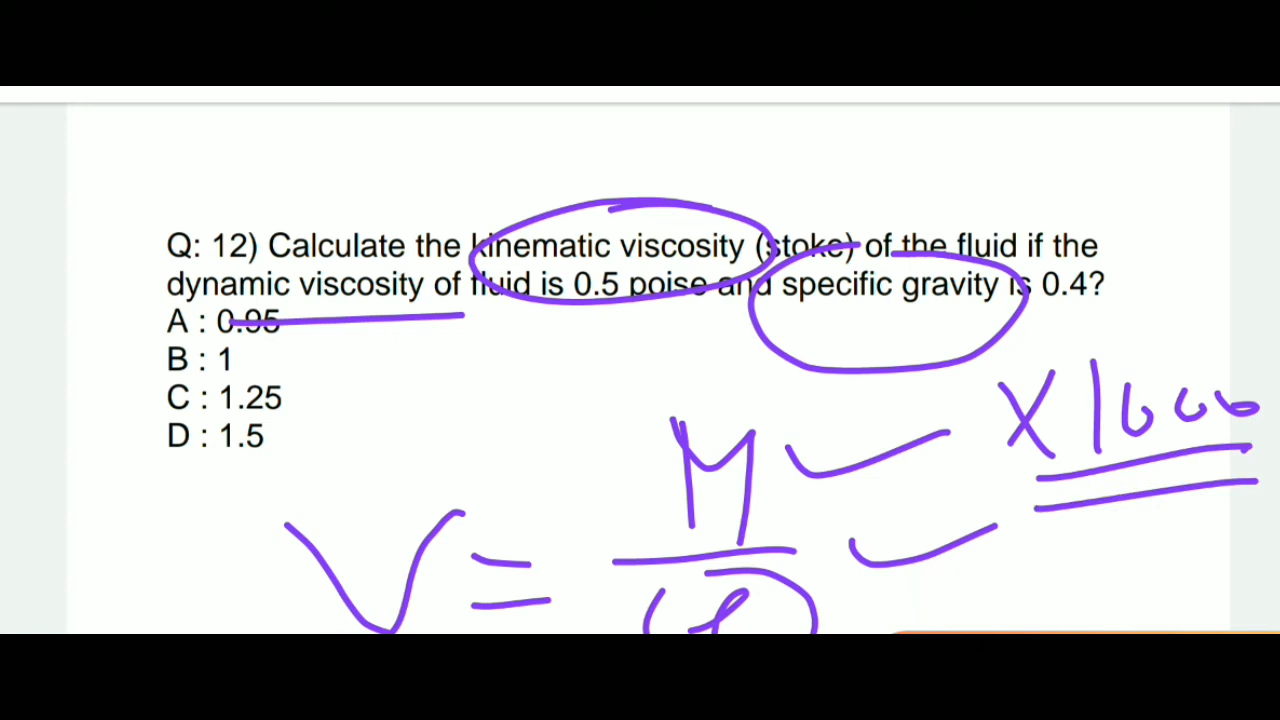 Q: 12) Calculate the kinematic viscosity (stoke) of the fluid if the
dynamic viscosity of fluid is 0.5 poise and specific gravity is 0.4?
A : 0.95
B : 1
C : 1.25
D : 1.5
X 1000
V = μ